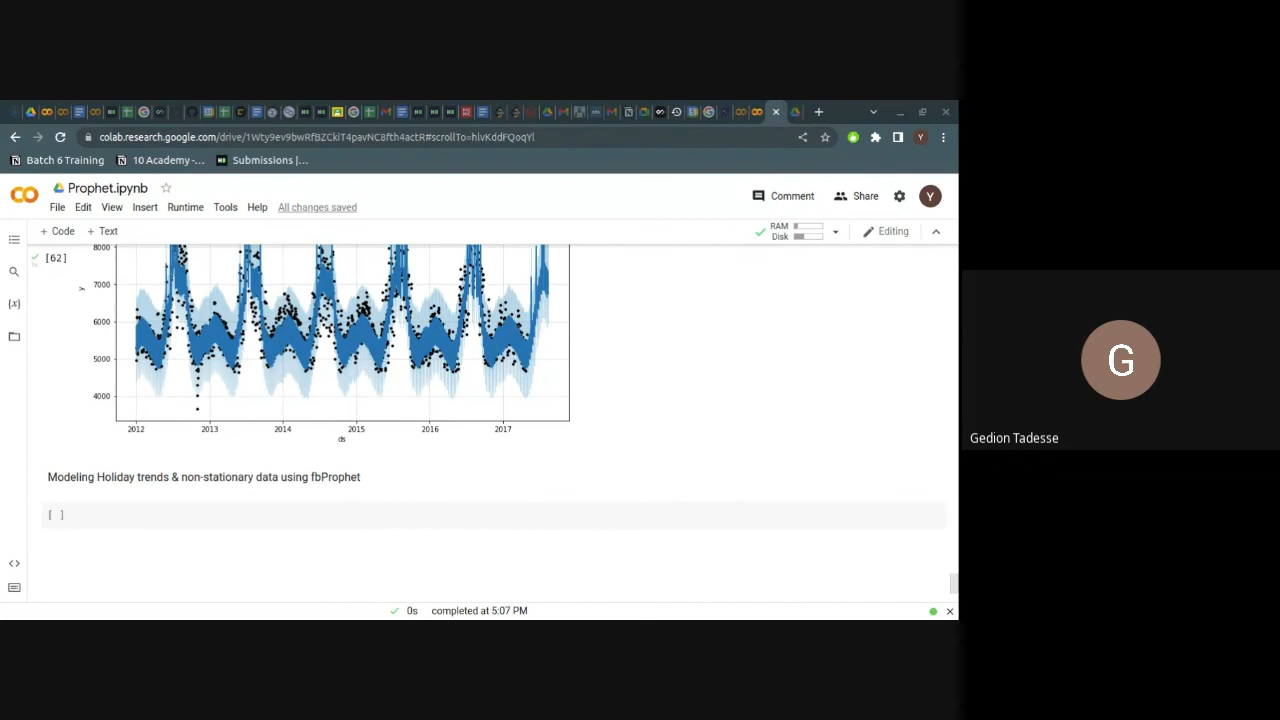 colab.research.google.com/drive/1Wty9ev9bwRfBZCkiT4pavNC8fth4actR#scrollTo=hlvKddFQoqYl
Batch 6 Training
10 Academy -...
Submissions |...
Prophet.ipynb
Comment
Share
Y
File Edit View Insert Runtime Tools Help All changes saved
+ Code + Text
RAM
Disk
Editing
[62]
8000
7000
6000
5000
4000
y
2012 2013 2014 2015 2016 2017
ds
Modeling Holiday trends & non-stationary data using fbProphet
[ ]
0s completed at 5:07 PM
G
Gedion Tadesse